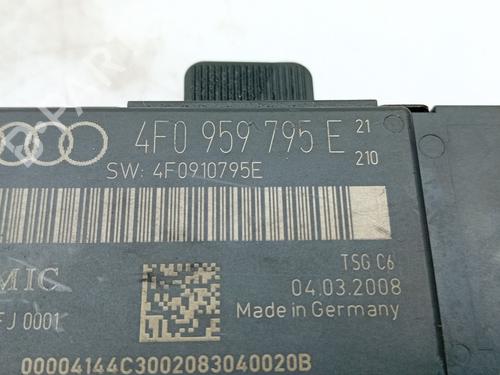 4F0 959 795 E 21
210
SW: 4F0910795E
MIC
TSG C6
04.03.2008
FJ 0001
Made in Germany
00004144C3002083040020B